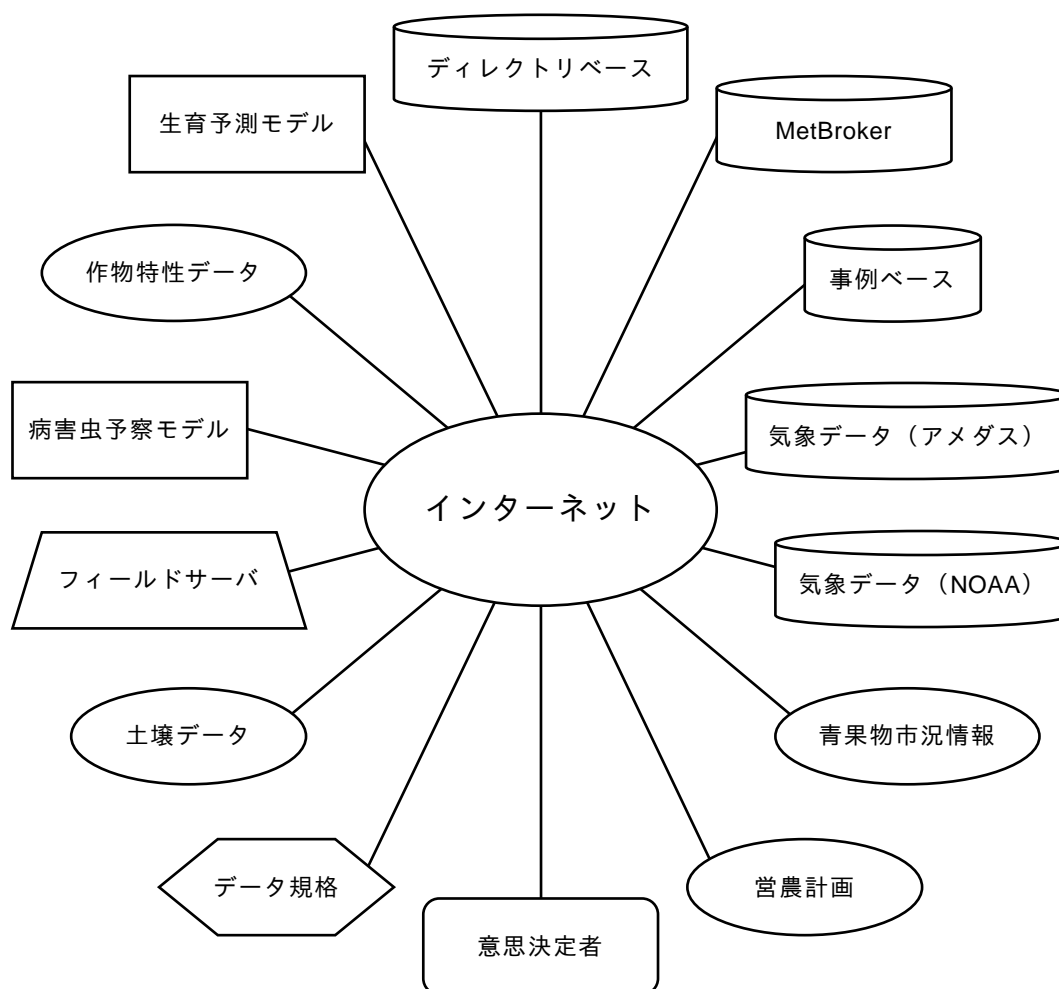 ディレクトリベース
生育予測モデル
MetBroker
作物特性データ
事例ベース
病害虫予察モデル
気象データ（アメダス）
インターネット
フィールドサーバ
気象データ（NOAA）
土壌データ
青果物市況情報
データ規格
営農計画
意思決定者